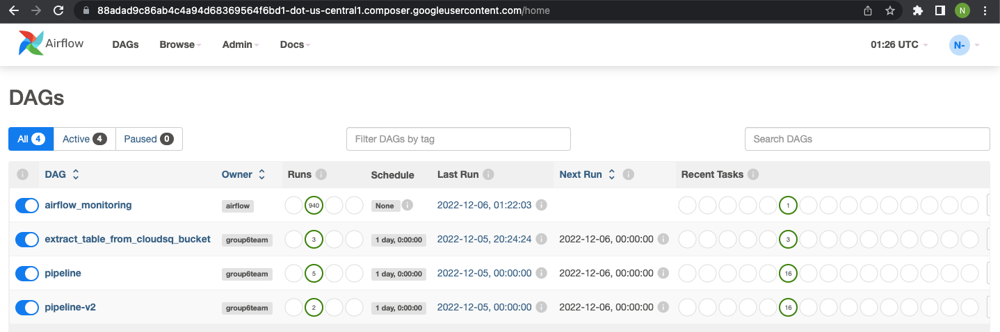 88adad9c86ab4c4a94d68369564f6bd1-dot-us-central1.composer.googleusercontent.com/home N
Airflow DAGs Browse Admin Docs 01:26 UTC N-
DAGs
All 4 Active 4 Paused 0 Filter DAGs by tag Search DAGs
i DAG Owner Runs i Schedule Last Run i Next Run i Recent Tasks i
airflow_monitoring airflow 940 None i 2022-12-06, 01:22:03 i 1
extract_table_from_cloudsq_bucket group6team 3 1 day, 0:00:00 2022-12-05, 20:24:24 i 2022-12-06, 00:00:00 i 3
pipeline group6team 5 1 day, 0:00:00 2022-12-05, 00:00:00 i 2022-12-06, 00:00:00 i 16
pipeline-v2 group6team 2 1 day, 0:00:00 2022-12-05, 00:00:00 i 2022-12-06, 00:00:00 i 16